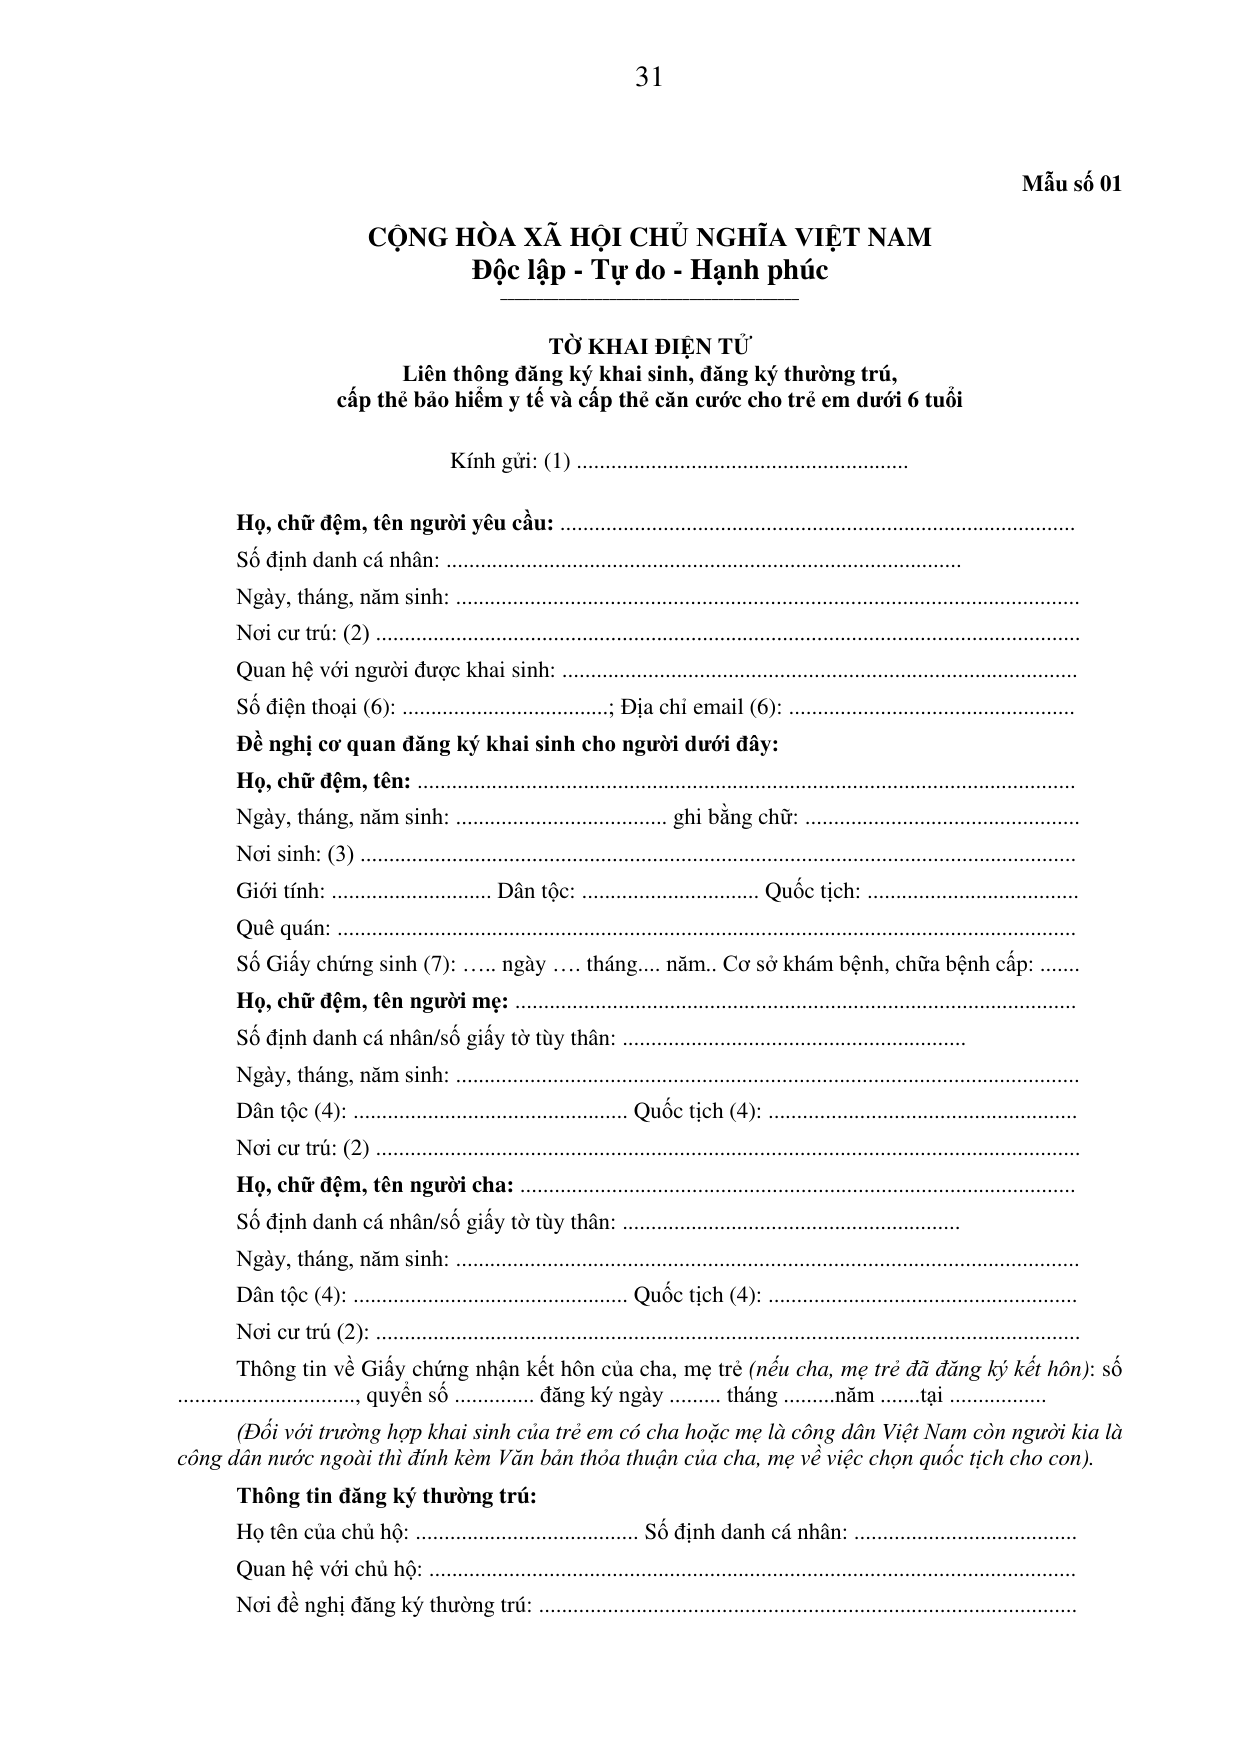 31
Mẫu số 01
CỘNG HÒA XÃ HỘI CHỦ NGHĨA VIỆT NAM
Độc lập - Tự do - Hạnh phúc
TỜ KHAI ĐIỆN TỬ
Liên thông đăng ký khai sinh, đăng ký thường trú,
cấp thẻ bảo hiểm y tế và cấp thẻ căn cước cho trẻ em dưới 6 tuổi
Kính gửi: (1) ..........................................................
Họ, chữ đệm, tên người yêu cầu: ..........................................................................................
Số định danh cá nhân: ..........................................................................................
Ngày, tháng, năm sinh: .............................................................................................................
Nơi cư trú: (2) ...........................................................................................................................
Quan hệ với người được khai sinh: ..........................................................................................
Số điện thoại (6): ....................................; Địa chỉ email (6): ..................................................
Đề nghị cơ quan đăng ký khai sinh cho người dưới đây:
Họ, chữ đệm, tên: ...................................................................................................................
Ngày, tháng, năm sinh: ..................................... ghi bằng chữ: ................................................
Nơi sinh: (3) .............................................................................................................................
Giới tính: ............................ Dân tộc: ............................... Quốc tịch: .....................................
Quê quán: .................................................................................................................................
Số Giấy chứng sinh (7): ….. ngày …. tháng.... năm.. Cơ sở khám bệnh, chữa bệnh cấp: .......
Họ, chữ đệm, tên người mẹ: ..................................................................................................
Số định danh cá nhân/số giấy tờ tùy thân: ............................................................
Ngày, tháng, năm sinh: .............................................................................................................
Dân tộc (4): ................................................ Quốc tịch (4): ......................................................
Nơi cư trú: (2) ...........................................................................................................................
Họ, chữ đệm, tên người cha: .................................................................................................
Số định danh cá nhân/số giấy tờ tùy thân: ...........................................................
Ngày, tháng, năm sinh: .............................................................................................................
Dân tộc (4): ................................................ Quốc tịch (4): ......................................................
Nơi cư trú (2): ...........................................................................................................................
Thông tin về Giấy chứng nhận kết hôn của cha, mẹ trẻ (nếu cha, mẹ trẻ đã đăng ký kết hôn): số
..............................., quyển số .............. đăng ký ngày ......... tháng .........năm .......tại .................
(Đối với trường hợp khai sinh của trẻ em có cha hoặc mẹ là công dân Việt Nam còn người kia là
công dân nước ngoài thì đính kèm Văn bản thỏa thuận của cha, mẹ về việc chọn quốc tịch cho con).
Thông tin đăng ký thường trú:
Họ tên của chủ hộ: ....................................... Số định danh cá nhân: .......................................
Quan hệ với chủ hộ: .................................................................................................................
Nơi đề nghị đăng ký thường trú: ..............................................................................................